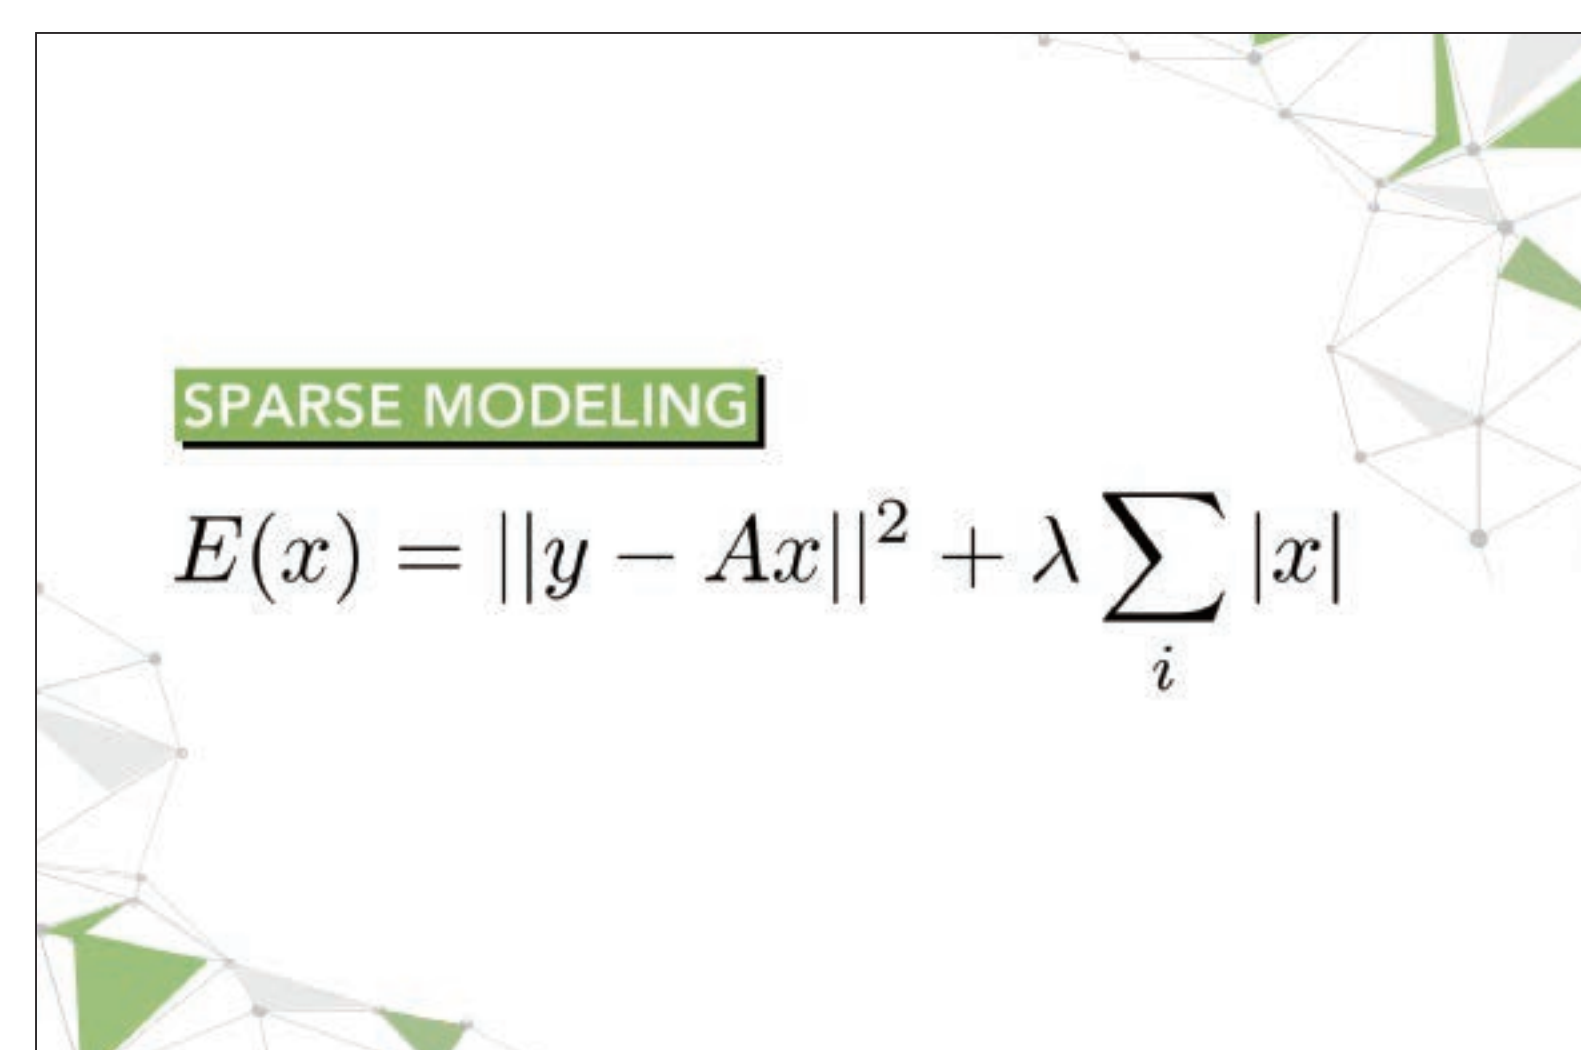 SPARSE MODELING
E(x) = ||y − Ax||² + λ ∑ |x|
i